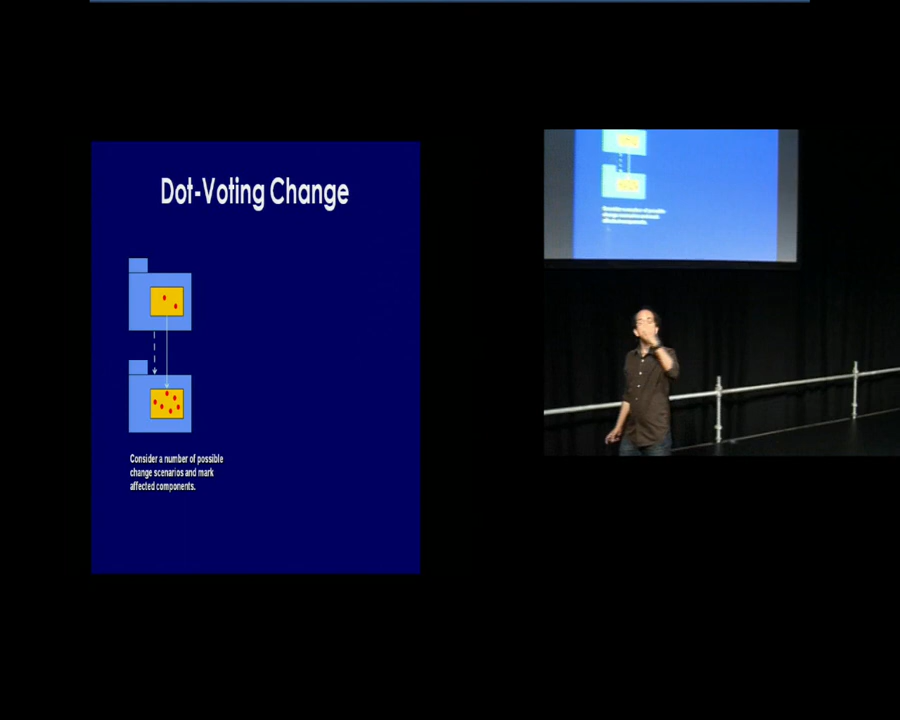 Dot-Voting Change
Consider a number of possible
change scenarios and mark
affected components.